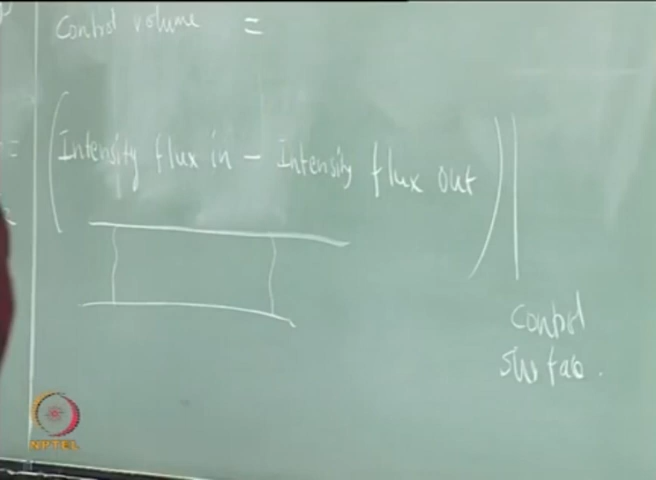 Control volume =
(Intensity flux in - Intensity flux out)|
Control
Surface.
NPTEL